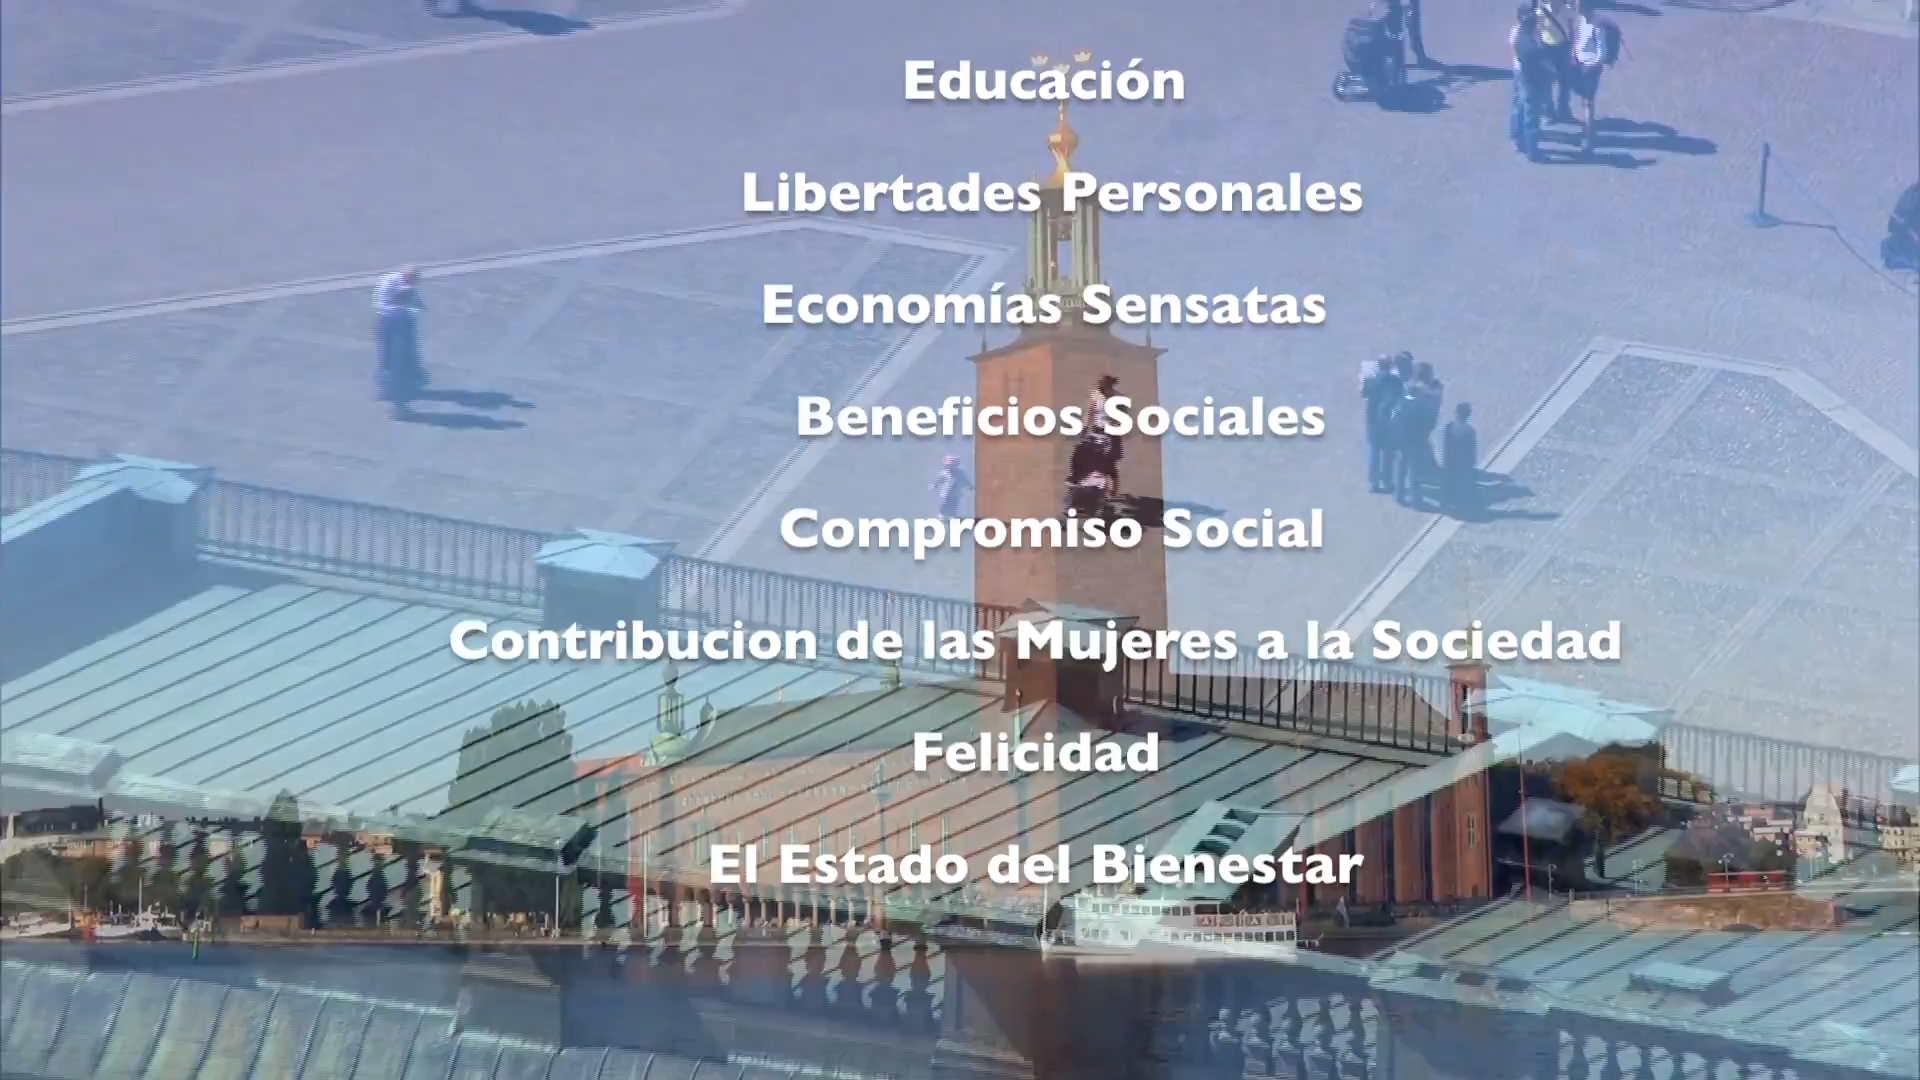 Educación
Libertades Personales
Economías Sensatas
Beneficios Sociales
Compromiso Social
Contribucion de las Mujeres a la Sociedad
Felicidad
El Estado del Bienestar